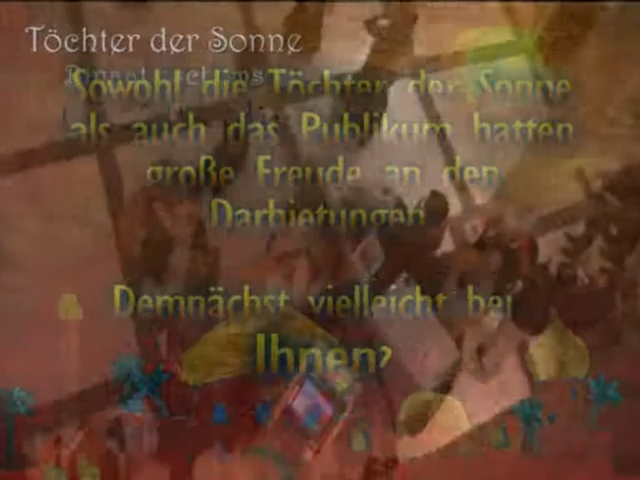 Töchter der Sonne
Sowohl die Töchter der Sonne
als auch das Publikum hatten
große Freude an den
Darbietungen
Demnächst vielleicht bei
Ihnen?